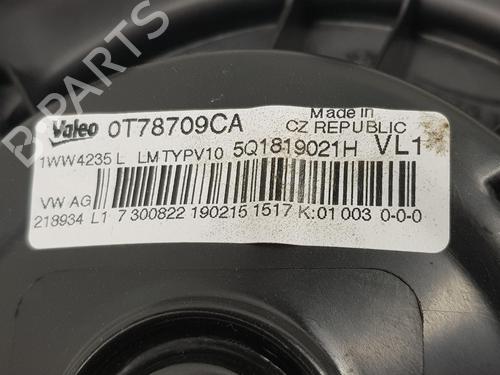 B-PARTS
Valeo 0T78709CA Made in CZ REPUBLIC
1WW4235 L LM TYPV10 5Q1819021H VL1
VW AG
218934 L1 7 300822 190215 1517 K:01 003 0-0-0